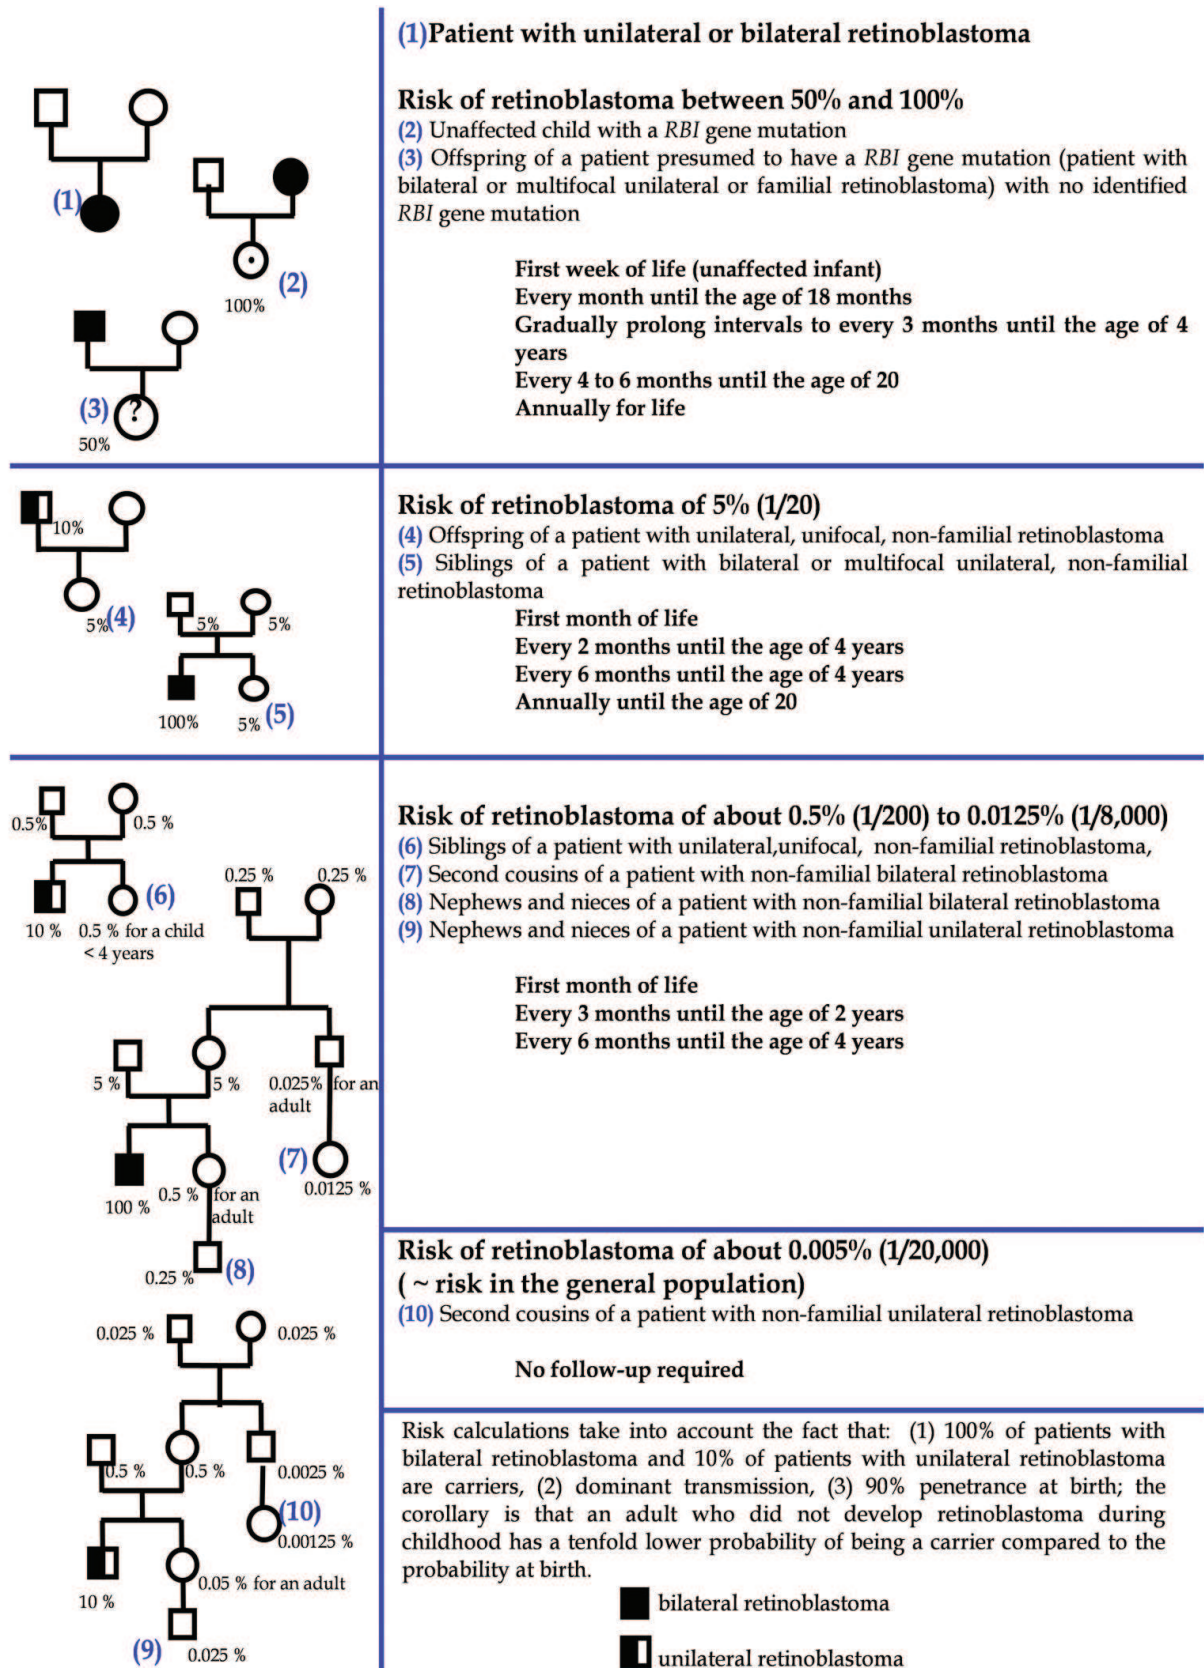 (1)Patient with unilateral or bilateral retinoblastoma
Risk of retinoblastoma between 50% and 100%
(2) Unaffected child with a RBI gene mutation
(3) Offspring of a patient presumed to have a RBI gene mutation (patient with
bilateral or multifocal unilateral or familial retinoblastoma) with no identified
RBI gene mutation
First week of life (unaffected infant)
Every month until the age of 18 months
Gradually prolong intervals to every 3 months until the age of 4
years
Every 4 to 6 months until the age of 20
Annually for life
(1)
(2)
100%
(3)
?
50%
Risk of retinoblastoma of 5% (1/20)
(4) Offspring of a patient with unilateral, unifocal, non-familial retinoblastoma
(5) Siblings of a patient with bilateral or multifocal unilateral, non-familial
retinoblastoma
First month of life
Every 2 months until the age of 4 years
Every 6 months until the age of 4 years
Annually until the age of 20
10%
5%
(4)
5%
5%
100%
5%
(5)
Risk of retinoblastoma of about 0.5% (1/200) to 0.0125% (1/8,000)
(6) Siblings of a patient with unilateral,unifocal, non-familial retinoblastoma,
(7) Second cousins of a patient with non-familial bilateral retinoblastoma
(8) Nephews and nieces of a patient with non-familial bilateral retinoblastoma
(9) Nephews and nieces of a patient with non-familial unilateral retinoblastoma
First month of life
Every 3 months until the age of 2 years
Every 6 months until the age of 4 years
0.5%
0.5 %
(6)
10 %
0.5 % for a child
< 4 years
0.25 %
0.25 %
5 %
5 %
0.025% for an
adult
(7)
0.0125 %
100 %
0.5 % for an
adult
0.25 %
(8)
Risk of retinoblastoma of about 0.005% (1/20,000)
( ~ risk in the general population)
(10) Second cousins of a patient with non-familial unilateral retinoblastoma
No follow-up required
0.025 %
0.025 %
0.5 %
0.5 %
0.0025 %
(10)
0.00125 %
10 %
0.05 % for an adult
(9)
0.025 %
Risk calculations take into account the fact that: (1) 100% of patients with
bilateral retinoblastoma and 10% of patients with unilateral retinoblastoma
are carriers, (2) dominant transmission, (3) 90% penetrance at birth; the
corollary is that an adult who did not develop retinoblastoma during
childhood has a tenfold lower probability of being a carrier compared to the
probability at birth.
bilateral retinoblastoma
unilateral retinoblastoma